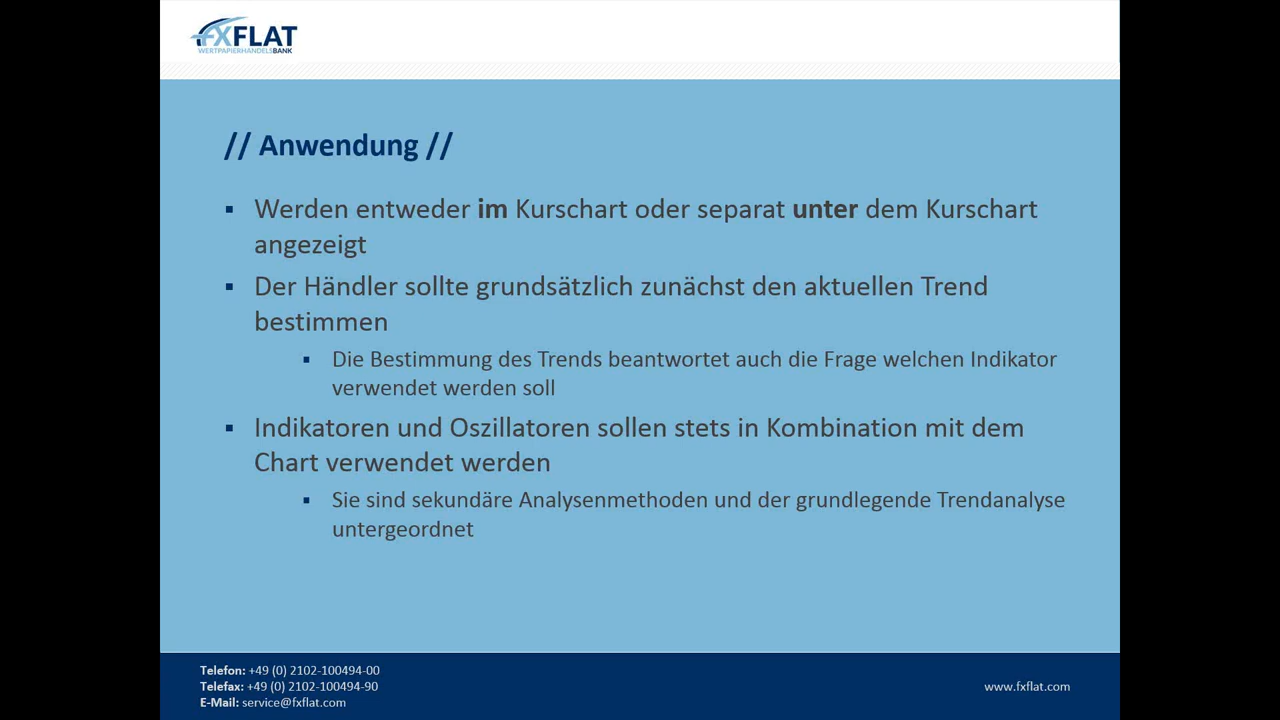 FXFLAT
WERTPAPIERHANDELSBANK
// Anwendung //
▪ Werden entweder im Kurschart oder separat unter dem Kurschart
angezeigt
▪ Der Händler sollte grundsätzlich zunächst den aktuellen Trend
bestimmen
▪ Die Bestimmung des Trends beantwortet auch die Frage welchen Indikator
verwendet werden soll
▪ Indikatoren und Oszillatoren sollen stets in Kombination mit dem
Chart verwendet werden
▪ Sie sind sekundäre Analysenmethoden und der grundlegende Trendanalyse
untergeordnet
Telefon: +49 (0) 2102-100494-00
Telefax: +49 (0) 2102-100494-90
E-Mail: service@fxflat.com
www.fxflat.com